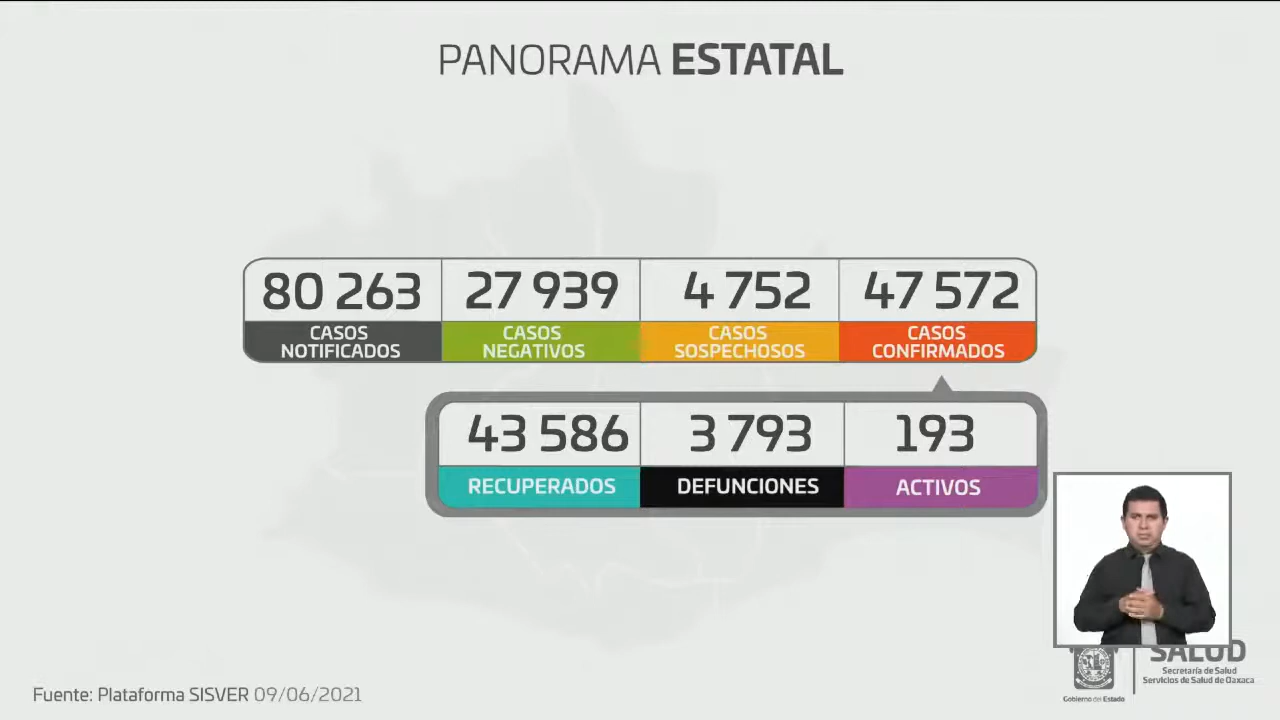 PANORAMA ESTATAL
80 263 27 939 4 752 47 572
CASOS NOTIFICADOS CASOS NEGATIVOS CASOS SOSPECHOSOS CASOS CONFIRMADOS
43 586 3 793 193
RECUPERADOS DEFUNCIONES ACTIVOS
SALUD
Secretaría de Salud
Servicios de Salud de Oaxaca
Gobierno del Estado
Fuente: Plataforma SISVER 09/06/2021